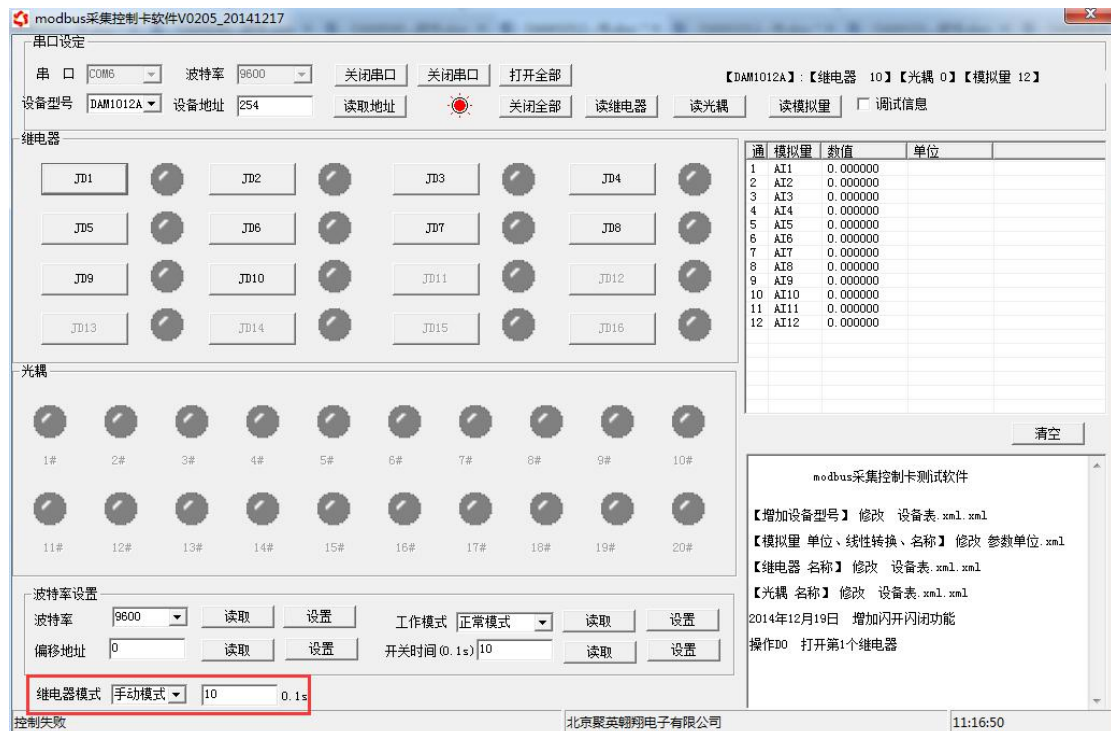 modbus采集控制卡软件V0205_20141217
串口设定
串 口 COM6 波特率 9600 关闭串口 关闭串口 打开全部 【DAM1012A】:【继电器 10】【光耦 0】【模拟量 12】
设备型号 DAM1012A 设备地址 254 读取地址 关闭全部 读继电器 读光耦 读模拟量 调试信息
继电器
JD1 JD2 JD3 JD4
JD5 JD6 JD7 JD8
JD9 JD10 JD11 JD12
JD13 JD14 JD15 JD16
通 模拟量 数值 单位
1 AI1 0.000000
2 AI2 0.000000
3 AI3 0.000000
4 AI4 0.000000
5 AI5 0.000000
6 AI6 0.000000
7 AI7 0.000000
8 AI8 0.000000
9 AI9 0.000000
10 AI10 0.000000
11 AI11 0.000000
12 AI12 0.000000
清空
光耦
1# 2# 3# 4# 5# 6# 7# 8# 9# 10#
11# 12# 13# 14# 15# 16# 17# 18# 19# 20#
modbus采集控制卡测试软件
【增加设备型号】 修改 设备表.xml.xml
【模拟量 单位、线性转换、名称】 修改 参数单位.xml
【继电器 名称】 修改 设备表.xml.xml
【光耦 名称】 修改 设备表.xml.xml
2014年12月19日 增加闪开闪闭功能
操作DO 打开第1个继电器
波特率设置
波特率 9600 读取 设置 工作模式 正常模式 读取 设置
偏移地址 0 读取 设置 开关时间(0.1s) 10 读取 设置
继电器模式 手动模式 10 0.1s
控制失败 北京聚英翱翔电子有限公司 11:16:50